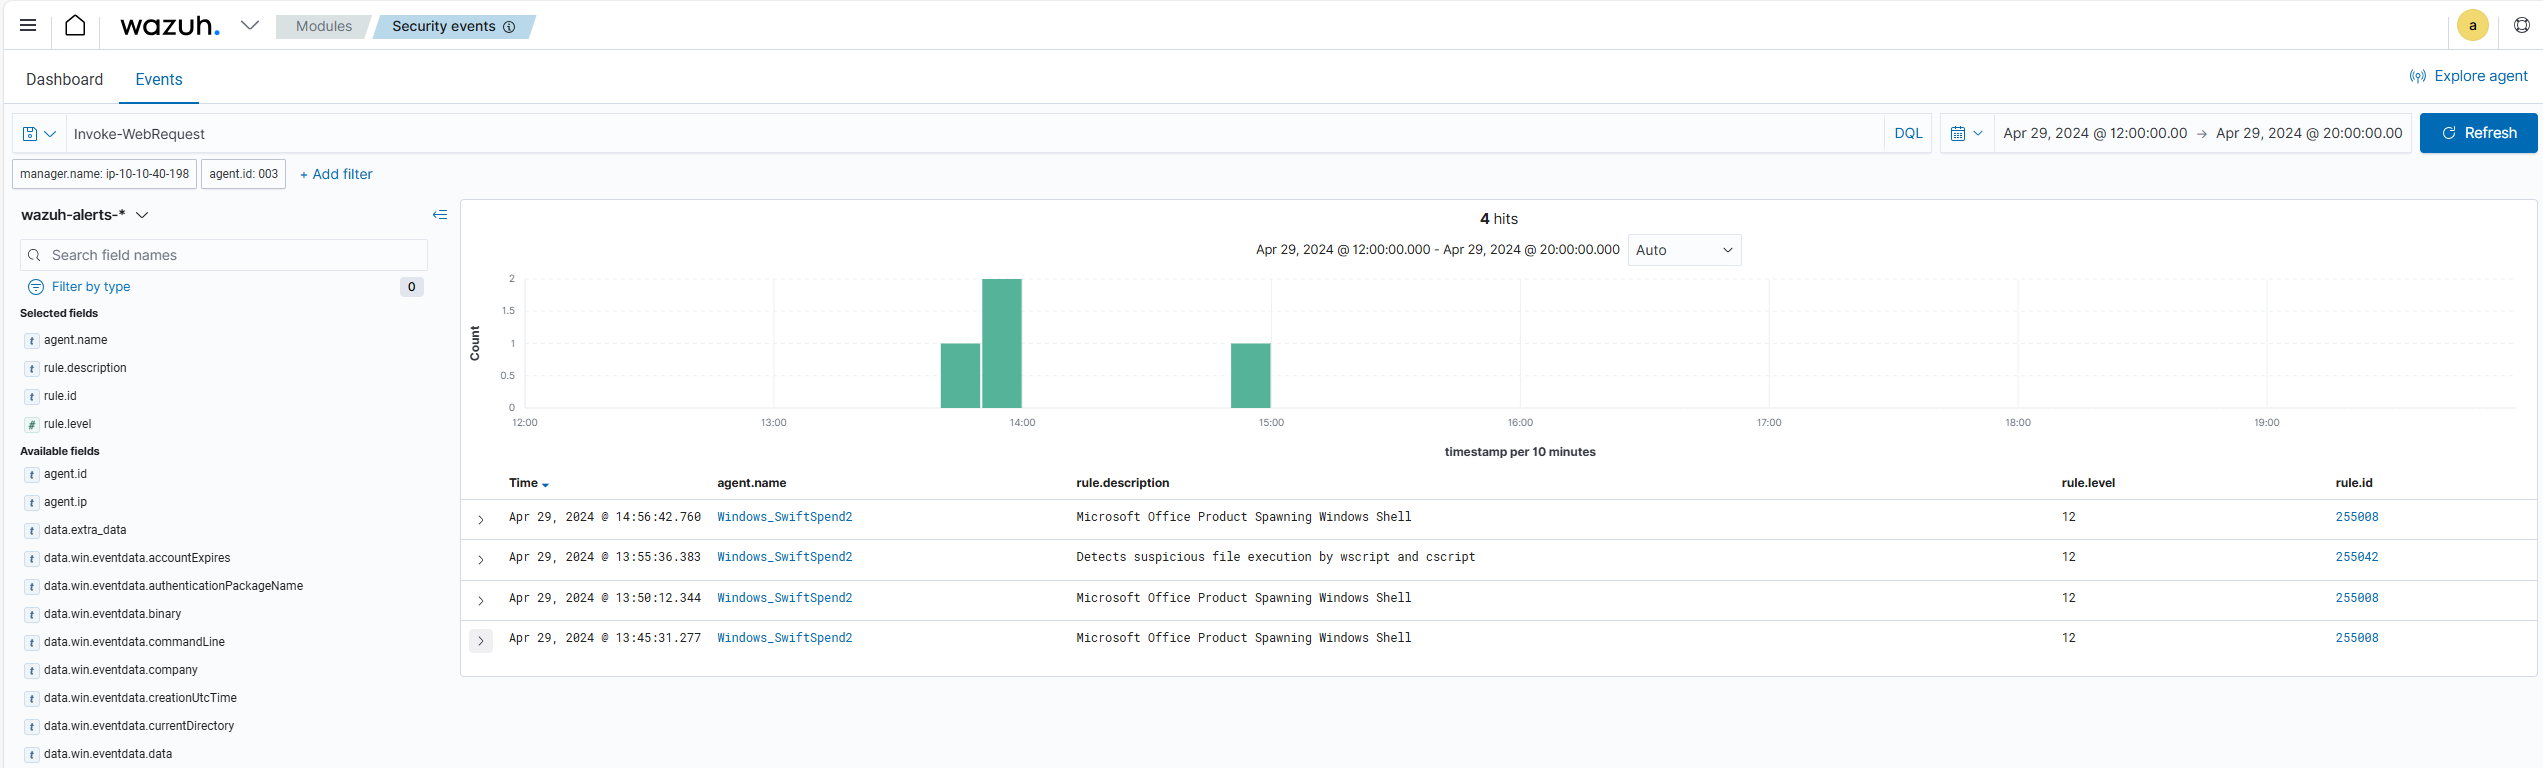 wazuh.
Modules
Security events
a
Dashboard
Events
Explore agent
Invoke-WebRequest
DQL
Apr 29, 2024 @ 12:00:00.00 → Apr 29, 2024 @ 20:00:00.00
Refresh
manager.name: ip-10-10-40-198
agent.id: 003
+ Add filter
wazuh-alerts-*
Search field names
Filter by type
0
Selected fields
t agent.name
t rule.description
t rule.id
# rule.level
Available fields
t agent.id
t agent.ip
t data.extra_data
t data.win.eventdata.accountExpires
t data.win.eventdata.authenticationPackageName
t data.win.eventdata.binary
t data.win.eventdata.commandLine
t data.win.eventdata.company
t data.win.eventdata.creationUtcTime
t data.win.eventdata.currentDirectory
t data.win.eventdata.data
4 hits
Apr 29, 2024 @ 12:00:00.000 - Apr 29, 2024 @ 20:00:00.000
Auto
Count
2
1.5
1
0.5
0
12:00 13:00 14:00 15:00 16:00 17:00 18:00 19:00
timestamp per 10 minutes
Time agent.name rule.description rule.level rule.id
Apr 29, 2024 @ 14:56:42.760 Windows_SwiftSpend2 Microsoft Office Product Spawning Windows Shell 12 255008
Apr 29, 2024 @ 13:55:36.383 Windows_SwiftSpend2 Detects suspicious file execution by wscript and cscript 12 255042
Apr 29, 2024 @ 13:50:12.344 Windows_SwiftSpend2 Microsoft Office Product Spawning Windows Shell 12 255008
Apr 29, 2024 @ 13:45:31.277 Windows_SwiftSpend2 Microsoft Office Product Spawning Windows Shell 12 255008